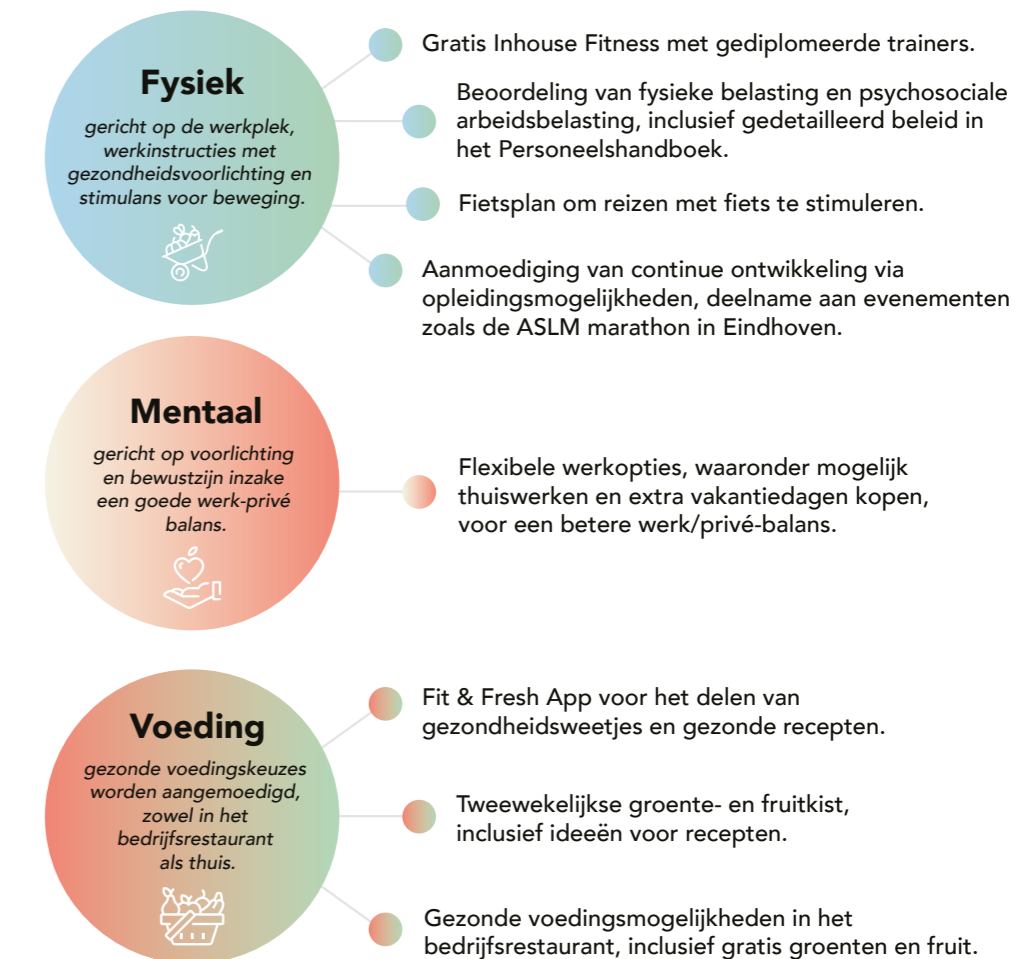 Fysiek
gericht op de werkplek,
werkinstructies met
gezondheidsvoorlichting en
stimulans voor beweging.
Gratis Inhouse Fitness met gediplomeerde trainers.
Beoordeling van fysieke belasting en psychosociale
arbeidsbelasting, inclusief gedetailleerd beleid in
het Personeelshandboek.
Fietsplan om reizen met fiets te stimuleren.
Aanmoediging van continue ontwikkeling via
opleidingsmogelijkheden, deelname aan evenementen
zoals de ASLM marathon in Eindhoven.
Mentaal
gericht op voorlichting
en bewustzijn inzake
een goede werk-privé
balans.
Flexibele werkopties, waaronder mogelijk
thuiswerken en extra vakantiedagen kopen,
voor een betere werk/privé-balans.
Voeding
gezonde voedingskeuzes
worden aangemoedigd,
zowel in het
bedrijfsrestaurant
als thuis.
Fit & Fresh App voor het delen van
gezondheidsweetjes en gezonde recepten.
Tweewekelijkse groente- en fruitkist,
inclusief ideeën voor recepten.
Gezonde voedingsmogelijkheden in het
bedrijfsrestaurant, inclusief gratis groenten en fruit.